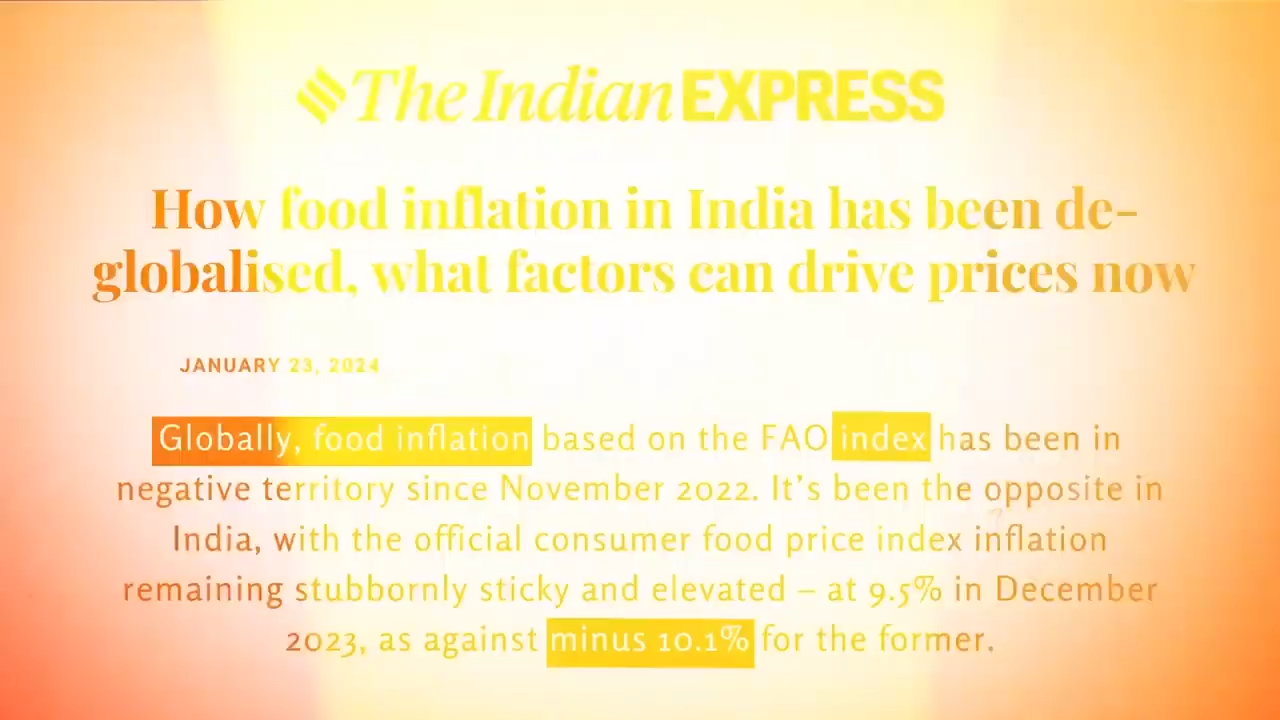 The Indian EXPRESS
How food inflation in India has been de-
globalised, what factors can drive prices now
JANUARY 23, 2024
Globally, food inflation based on the FAO index has been in
negative territory since November 2022. It's been the opposite in
India, with the official consumer food price index inflation
remaining stubbornly sticky and elevated – at 9.5% in December
2023, as against minus 10.1% for the former.